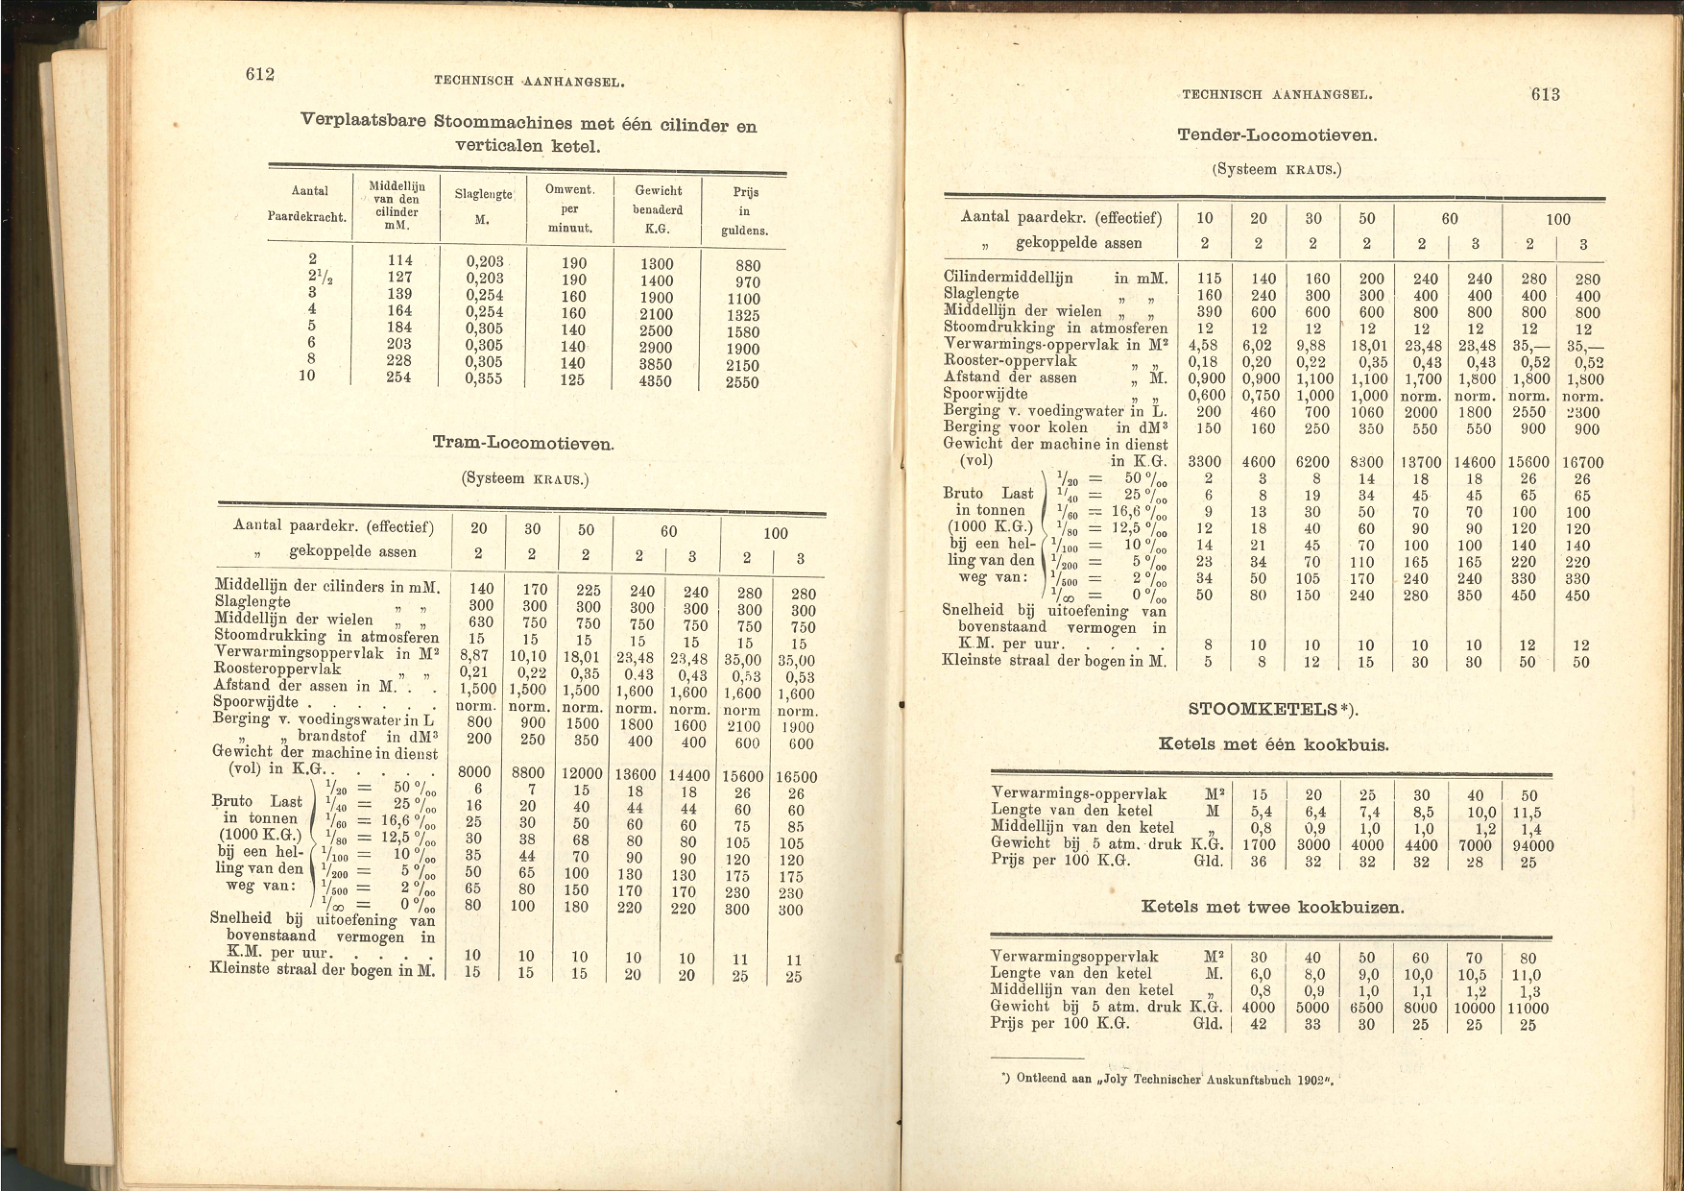 612
TECHNISCH AANHANGSEL.
Verplaatsbare Stoommachines met één cilinder en
verticalen ketel.
Aantal Paardekracht. | Middellijn van den cilinder mM. | Slaglengte M. | Omwent. per minuut. | Gewicht benaderd K.G. | Prijs in guldens.
2 114 0,203 190 1300 880
2 1/2 127 0,203 190 1400 970
3 139 0,254 160 1900 1100
4 164 0,254 160 2100 1325
5 184 0,305 140 2500 1580
6 203 0,305 140 2900 1900
8 228 0,305 140 3850 2150
10 254 0,355 125 4350 2550
Tram-Locomotieven.
(Systeem KRAUS.)
Aantal paardekr. (effectief) 20 30 50 60 100
„ gekoppelde assen 2 2 2 2 3 2 3
Middellijn der cilinders in mM. 140 170 225 240 240 280 280
Slaglengte „ „ 300 300 300 300 300 300 300
Middellijn der wielen „ „ 630 750 750 750 750 750 750
Stoomdrukking in atmosferen 15 15 15 15 15 15 15
Verwarmingsoppervlak in M² 8,87 10,10 18,01 23,48 23,48 35,00 35,00
Roosteroppervlak „ „ 0,21 0,22 0,35 0.43 0,43 0,53 0,53
Afstand der assen in M. . . 1,500 1,500 1,500 1,600 1,600 1,600 1,600
Spoorwijdte . . . . . . norm. norm. norm. norm. norm. norm norm.
Berging v. voedingswater in L 800 900 1500 1800 1600 2100 1900
„ „ brandstof in dM³ 200 250 350 400 400 600 600
Gewicht der machine in dienst
(vol) in K.G. . . . . . 8000 8800 12000 13600 14400 15600 16500
1/20 = 50 ‰ 6 7 15 18 18 26 26
Bruto Last 1/40 = 25 ‰ 16 20 40 44 44 60 60
in tonnen 1/60 = 16,6 ‰ 25 30 50 60 60 75 85
(1000 K.G.) 1/80 = 12,5 ‰ 30 38 68 80 80 105 105
bij een hel- 1/100 = 10 ‰ 35 44 70 90 90 120 120
ling van den 1/200 = 5 ‰ 50 65 100 130 130 175 175
weg van: 1/500 = 2 ‰ 65 80 150 170 170 230 230
1/∞ = 0 ‰ 80 100 180 220 220 300 300
Snelheid bij uitoefening van
bovenstaand vermogen in
K.M. per uur. . . . . 10 10 10 10 10 11 11
Kleinste straal der bogen in M. 15 15 15 20 20 25 25
TECHNISCH AANHANGSEL.
613
Tender-Locomotieven.
(Systeem KRAUS.)
Aantal paardekr. (effectief) 10 20 30 50 60 100
„ gekoppelde assen 2 2 2 2 2 3 2 3
Cilindermiddellijn in mM. 115 140 160 200 240 240 280 280
Slaglengte „ „ 160 240 300 300 400 400 400 400
Middellijn der wielen „ „ 390 600 600 600 800 800 800 800
Stoomdrukking in atmosferen 12 12 12 12 12 12 12 12
Verwarmings-oppervlak in M² 4,58 6,02 9,88 18,01 23,48 23,48 35,— 35,—
Rooster-oppervlak „ „ 0,18 0,20 0,22 0,35 0,43 0,43 0,52 0,52
Afstand der assen „ M. 0,900 0,900 1,100 1,100 1,700 1,800 1,800 1,800
Spoorwijdte „ „ 0,600 0,750 1,000 1,000 norm. norm. norm. norm.
Berging v. voedingwater in L. 200 460 700 1060 2000 1800 2550 2300
Berging voor kolen in dM³ 150 160 250 350 550 550 900 900
Gewicht der machine in dienst
(vol) in K.G. 3300 4600 6200 8300 13700 14600 15600 16700
1/20 = 50 ‰ 2 3 8 14 18 18 26 26
Bruto Last 1/40 = 25 ‰ 6 8 19 34 45 45 65 65
in tonnen 1/60 = 16,6 ‰ 9 13 30 50 70 70 100 100
(1000 K.G.) 1/80 = 12,5 ‰ 12 18 40 60 90 90 120 120
bij een hel- 1/100 = 10 ‰ 14 21 45 70 100 100 140 140
ling van den 1/200 = 5 ‰ 23 34 70 110 165 165 220 220
weg van: 1/500 = 2 ‰ 34 50 105 170 240 240 330 330
1/∞ = 0 ‰ 50 80 150 240 280 350 450 450
Snelheid bij uitoefening van
bovenstaand vermogen in
K.M. per uur. . . . . 8 10 10 10 10 10 12 12
Kleinste straal der bogen in M. 5 8 12 15 30 30 50 50
STOOMKETELS*).
Ketels met één kookbuis.
Verwarmings-oppervlak M² 15 20 25 30 40 50
Lengte van den ketel M 5,4 6,4 7,4 8,5 10,0 11,5
Middellijn van den ketel „ 0,8 0,9 1,0 1,0 1,2 1,4
Gewicht bij 5 atm. druk K.G. 1700 3000 4000 4400 7000 94000
Prijs per 100 K.G. Gld. 36 32 32 32 28 25
Ketels met twee kookbuizen.
Verwarmingsoppervlak M² 30 40 50 60 70 80
Lengte van den ketel M. 6,0 8,0 9,0 10,0 10,5 11,0
Middellijn van den ketel „ 0,8 0,9 1,0 1,1 1,2 1,3
Gewicht bij 5 atm. druk K.G. 4000 5000 6500 8000 10000 11000
Prijs per 100 K.G. Gld. 42 33 30 25 25 25
*) Ontleend aan „Joly Technischer Auskunftsbuch 1902".